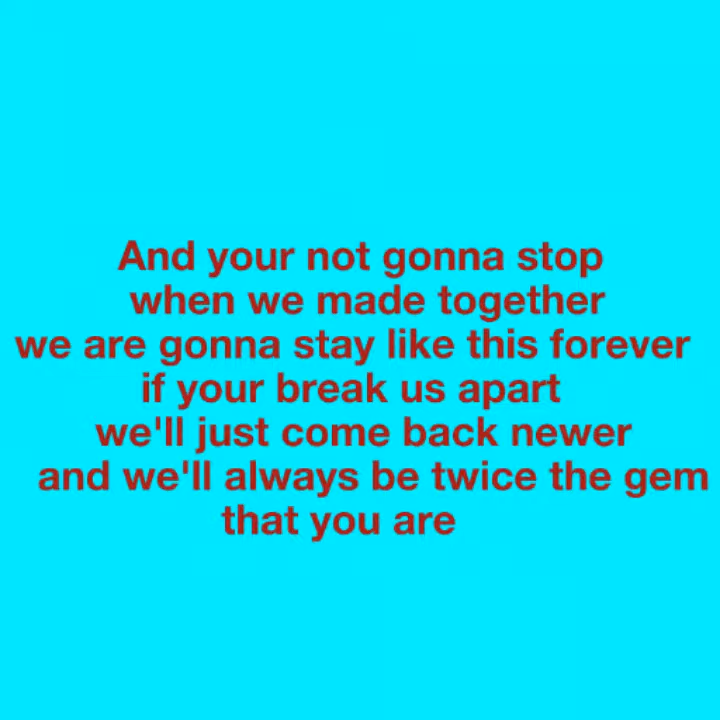 And your not gonna stop
when we made together
we are gonna stay like this forever
if your break us apart
we'll just come back newer
and we'll always be twice the gem
that you are